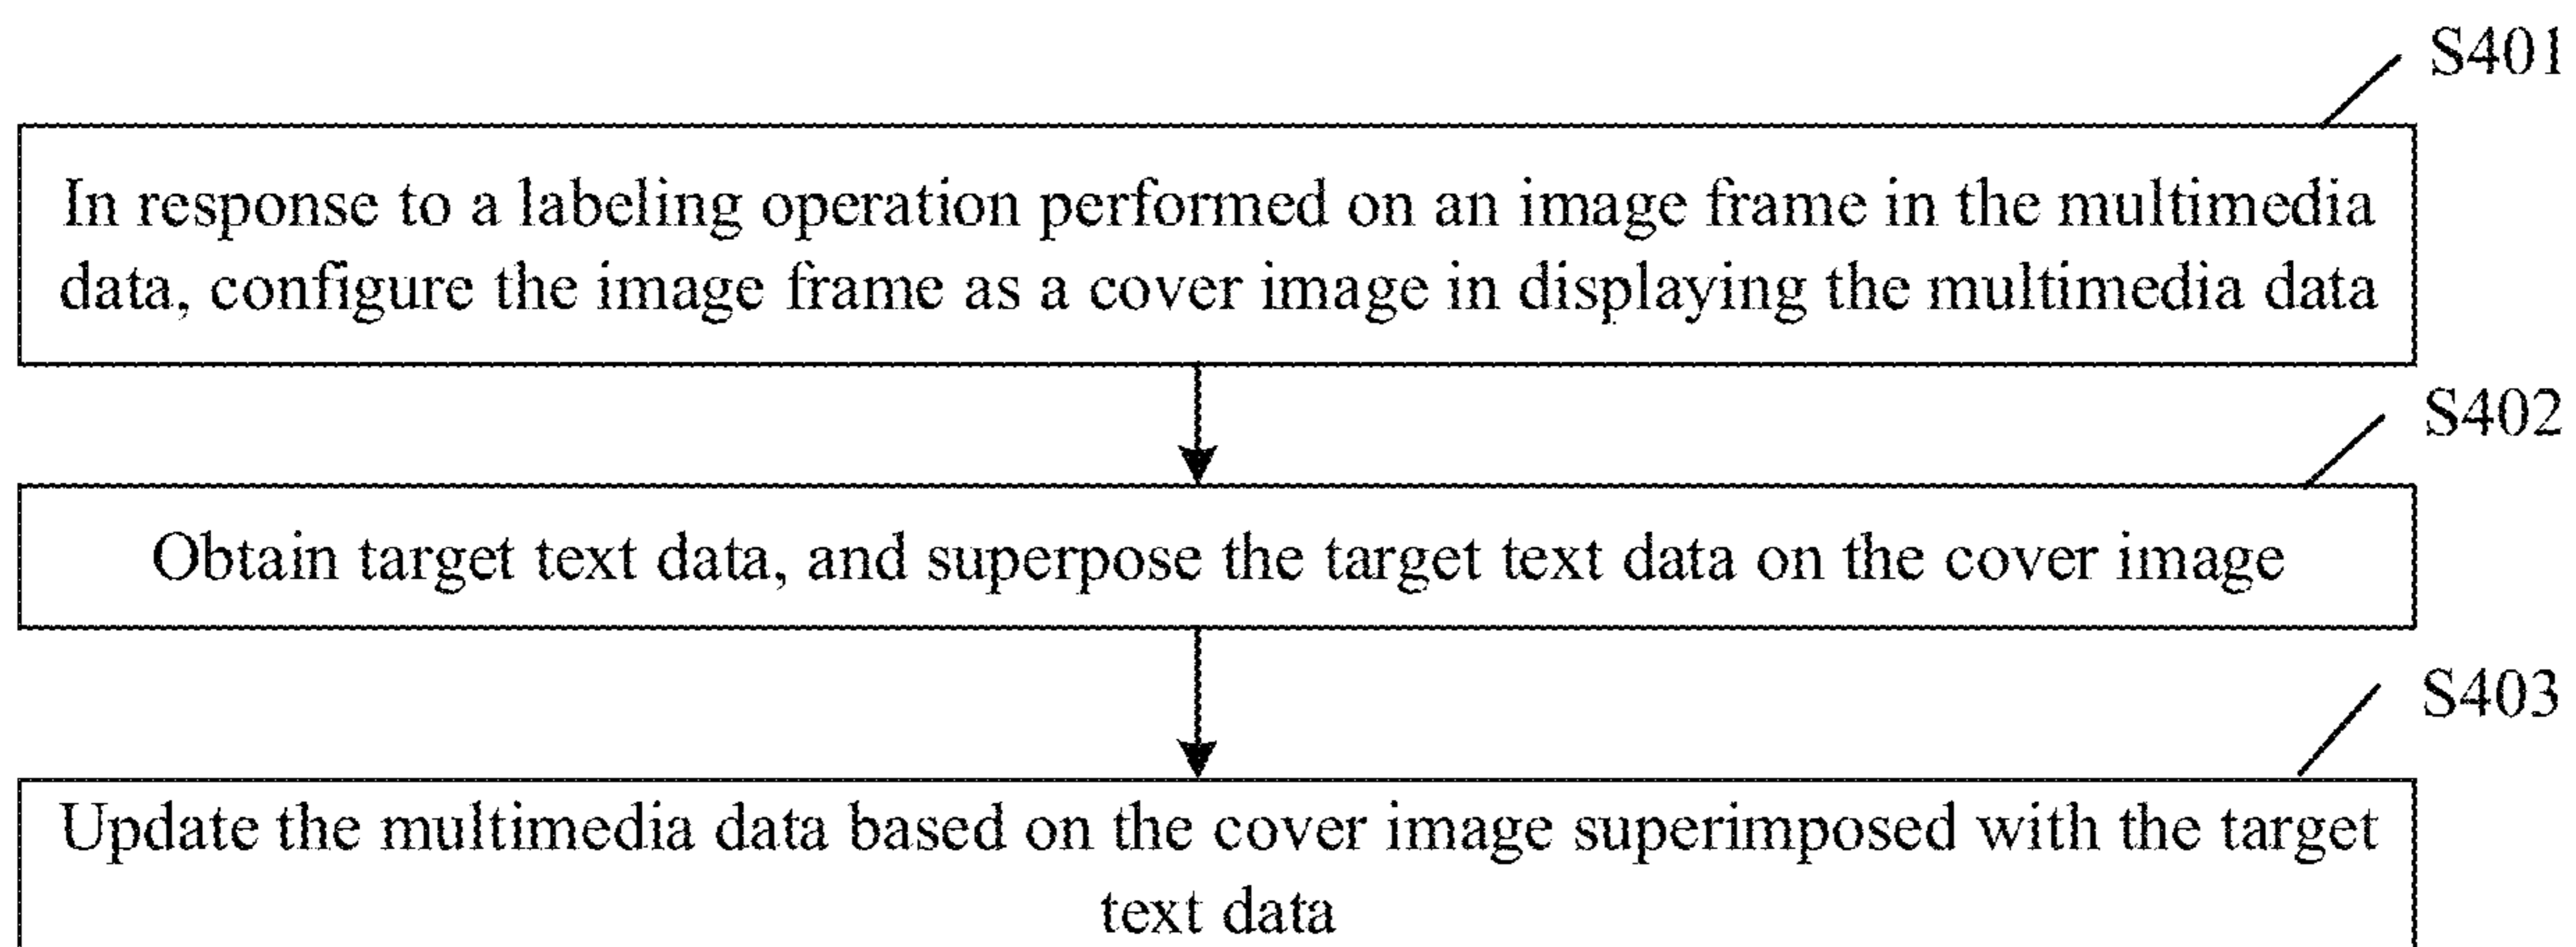 S401
In response to a labeling operation performed on an image frame in the multimedia
data, configure the image frame as a cover image in displaying the multimedia data
S402
Obtain target text data, and superpose the target text data on the cover image
S403
Update the multimedia data based on the cover image superimposed with the target
text data